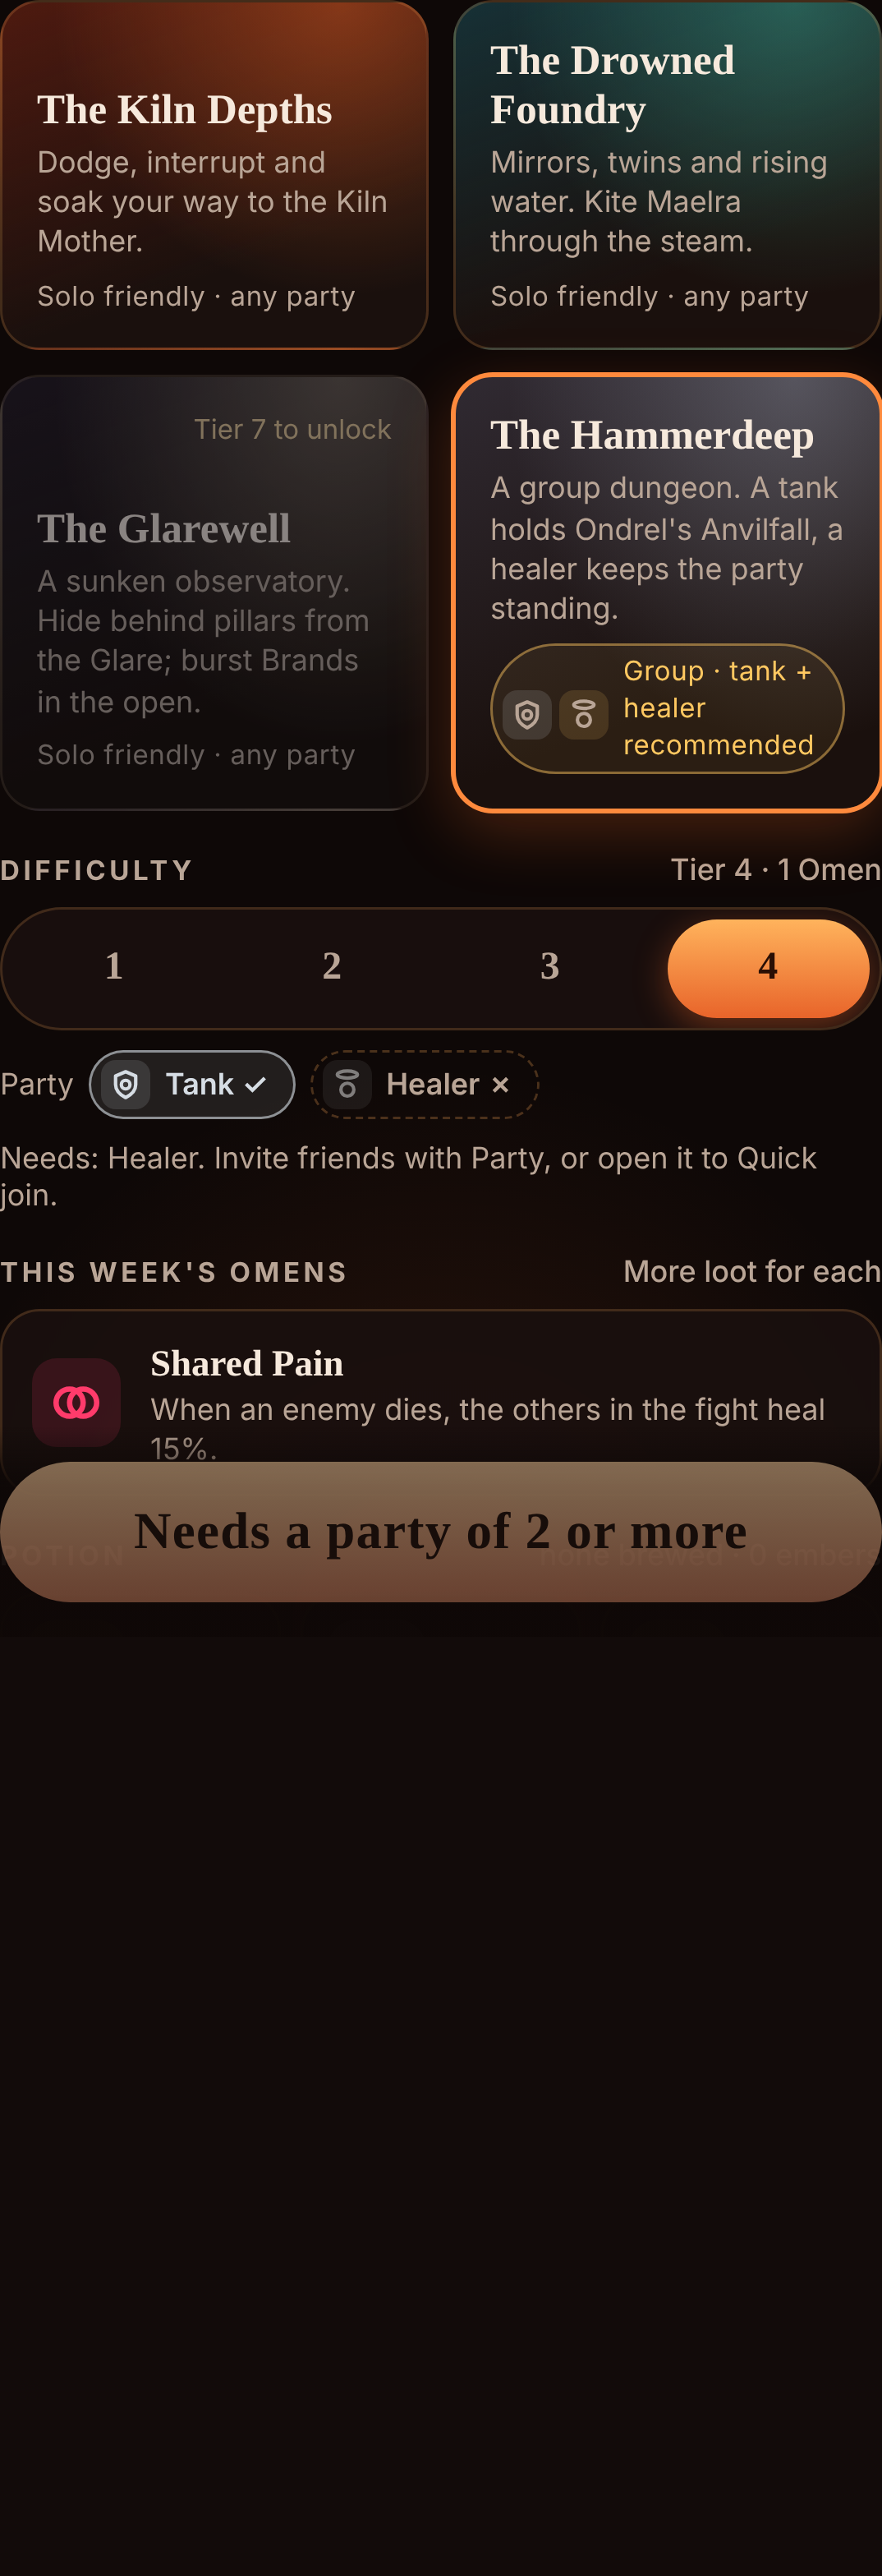 The Kiln Depths
Dodge, interrupt and
soak your way to the Kiln
Mother.
Solo friendly · any party
The Drowned
Foundry
Mirrors, twins and rising
water. Kite Maelra
through the steam.
Solo friendly · any party
Tier 7 to unlock
The Glarewell
A sunken observatory.
Hide behind pillars from
the Glare; burst Brands
in the open.
Solo friendly · any party
The Hammerdeep
A group dungeon. A tank
holds Ondrel's Anvilfall, a
healer keeps the party
standing.
Group · tank +
healer
recommended
DIFFICULTY
Tier 4 · 1 Omen
1 2 3 4
Party Tank ✓ Healer ×
Needs: Healer. Invite friends with Party, or open it to Quick
join.
THIS WEEK'S OMENS
More loot for each
Shared Pain
When an enemy dies, the others in the fight heal
15%.
Needs a party of 2 or more
POTION
none brewed · 0 embers